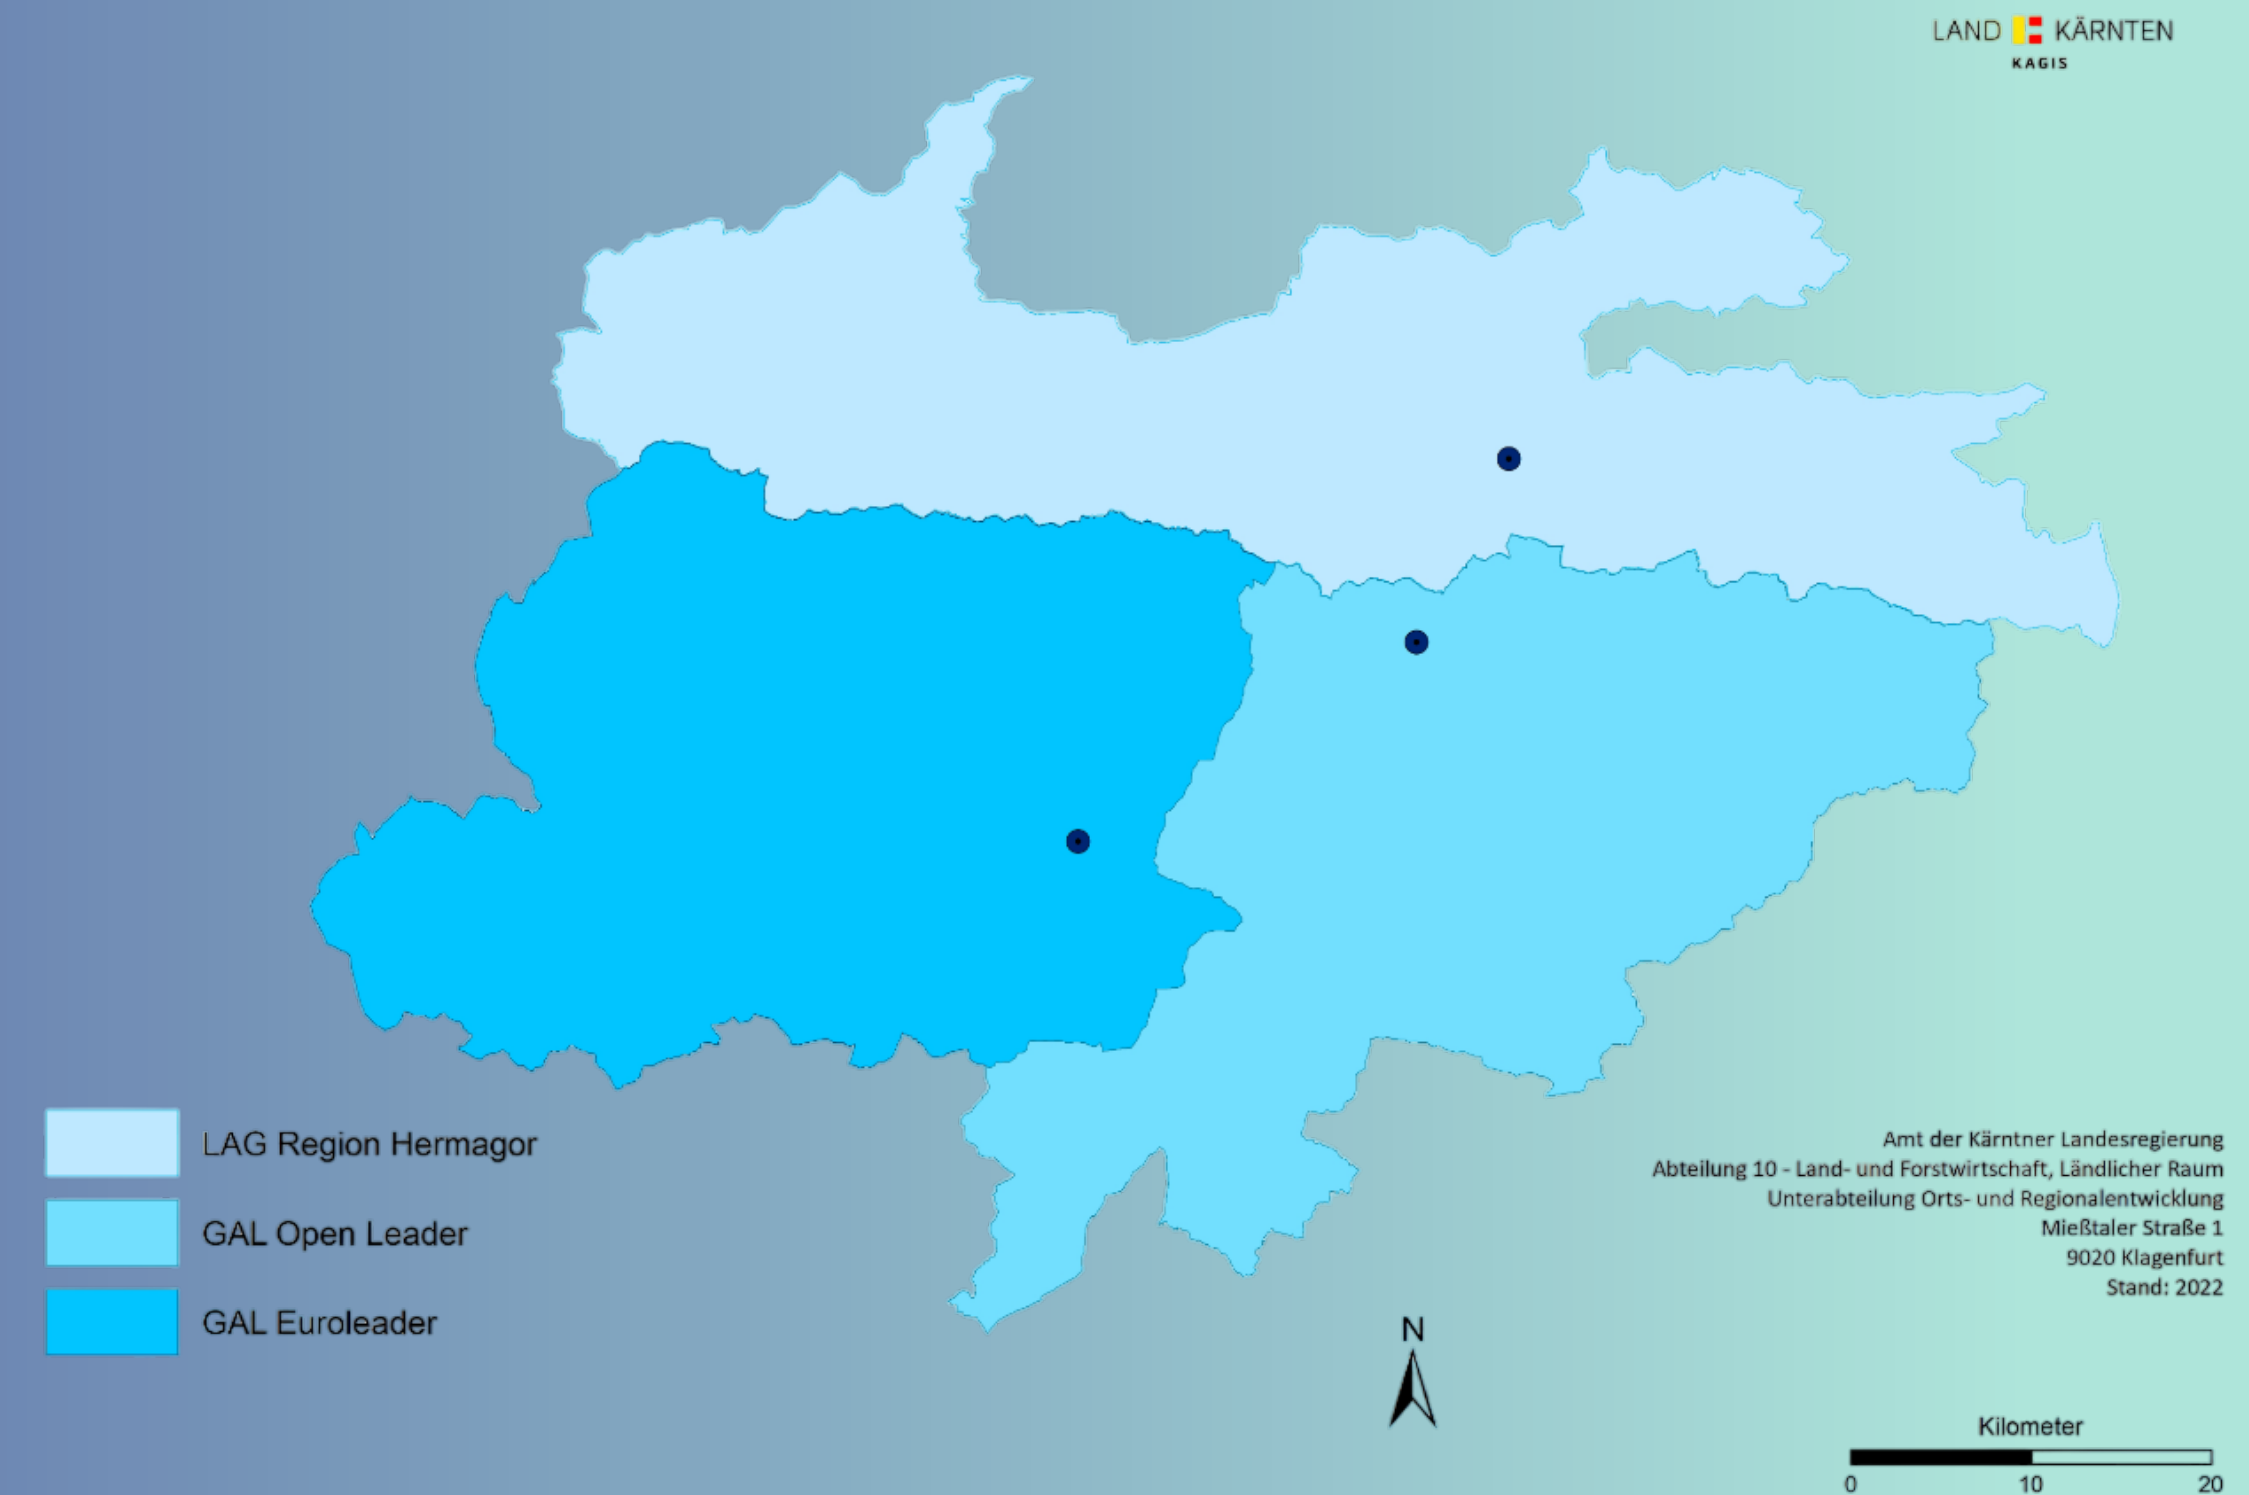 LAND KÄRNTEN
KAGIS
LAG Region Hermagor
GAL Open Leader
GAL Euroleader
Amt der Kärntner Landesregierung
Abteilung 10 - Land- und Forstwirtschaft, Ländlicher Raum
Unterabteilung Orts- und Regionalentwicklung
Mießtaler Straße 1
9020 Klagenfurt
Stand: 2022
N
Kilometer
0 10 20